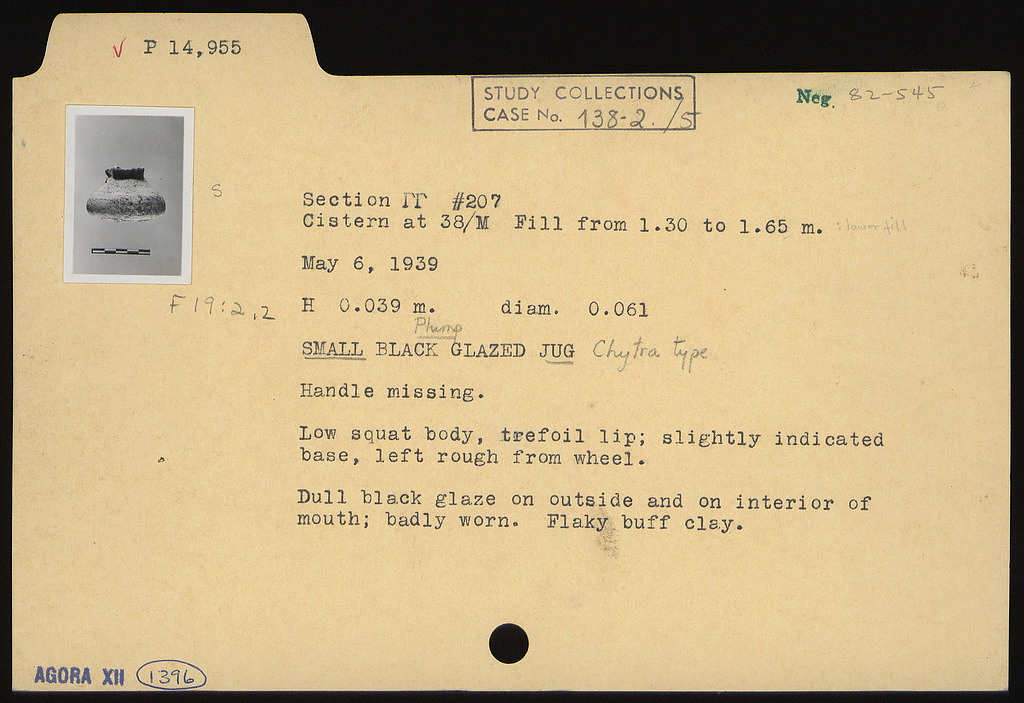 √ P 14,955
STUDY COLLECTIONS
CASE No. 138-2./5
Neg. 82-545
S
Section ΠΓ #207
Cistern at 38/M Fill from 1.30 to 1.65 m. : lower fill
May 6, 1939
F 19:2,2
H 0.039 m. diam. 0.061
Plump
SMALL BLACK GLAZED JUG Chytra type
Handle missing.
Low squat body, trefoil lip; slightly indicated
base, left rough from wheel.
Dull black glaze on outside and on interior of
mouth; badly worn. Flaky buff clay.
AGORA XII 1396